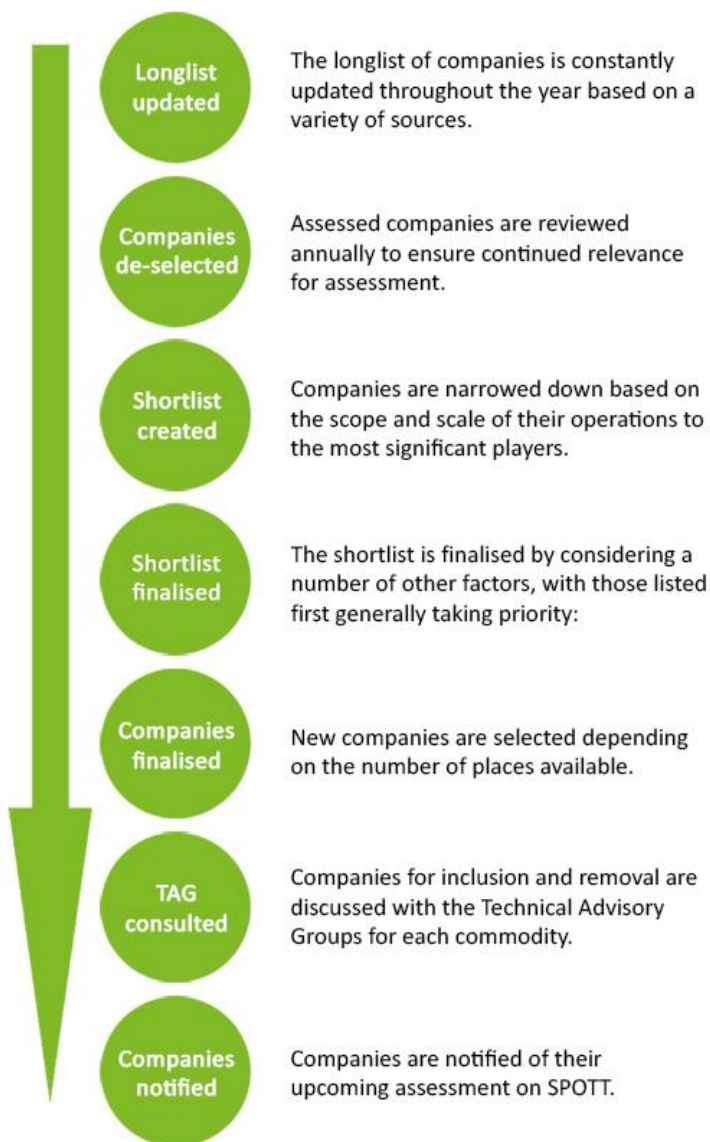 Longlist
updated
The longlist of companies is constantly
updated throughout the year based on a
variety of sources.
Companies
de-selected
Assessed companies are reviewed
annually to ensure continued relevance
for assessment.
Shortlist
created
Companies are narrowed down based on
the scope and scale of their operations to
the most significant players.
Shortlist
finalised
The shortlist is finalised by considering a
number of other factors, with those listed
first generally taking priority:
Companies
finalised
New companies are selected depending
on the number of places available.
TAG
consulted
Companies for inclusion and removal are
discussed with the Technical Advisory
Groups for each commodity.
Companies
notified
Companies are notified of their
upcoming assessment on SPOTT.